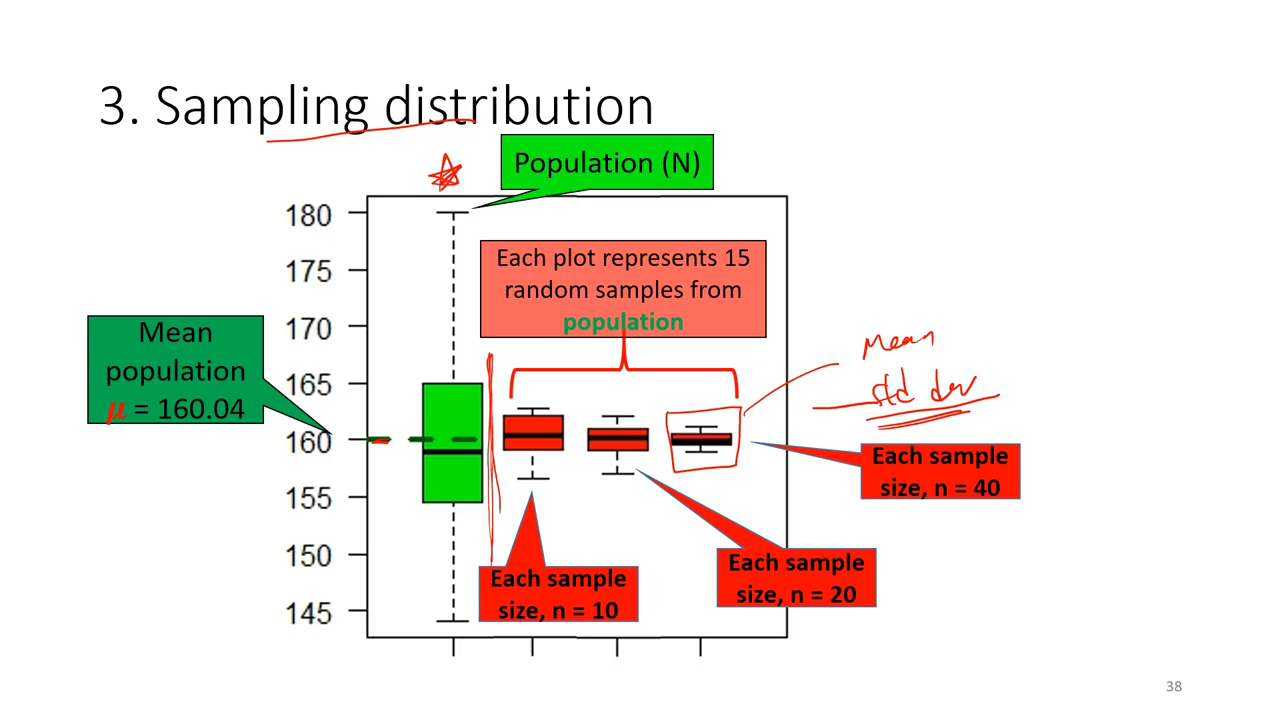 3. Sampling distribution
Population (N)
180
175
170
165
160
155
150
145
Each plot represents 15
random samples from
population
Mean
population
μ = 160.04
Mean
std dev
Each sample
size, n = 40
Each sample
size, n = 20
Each sample
size, n = 10
38